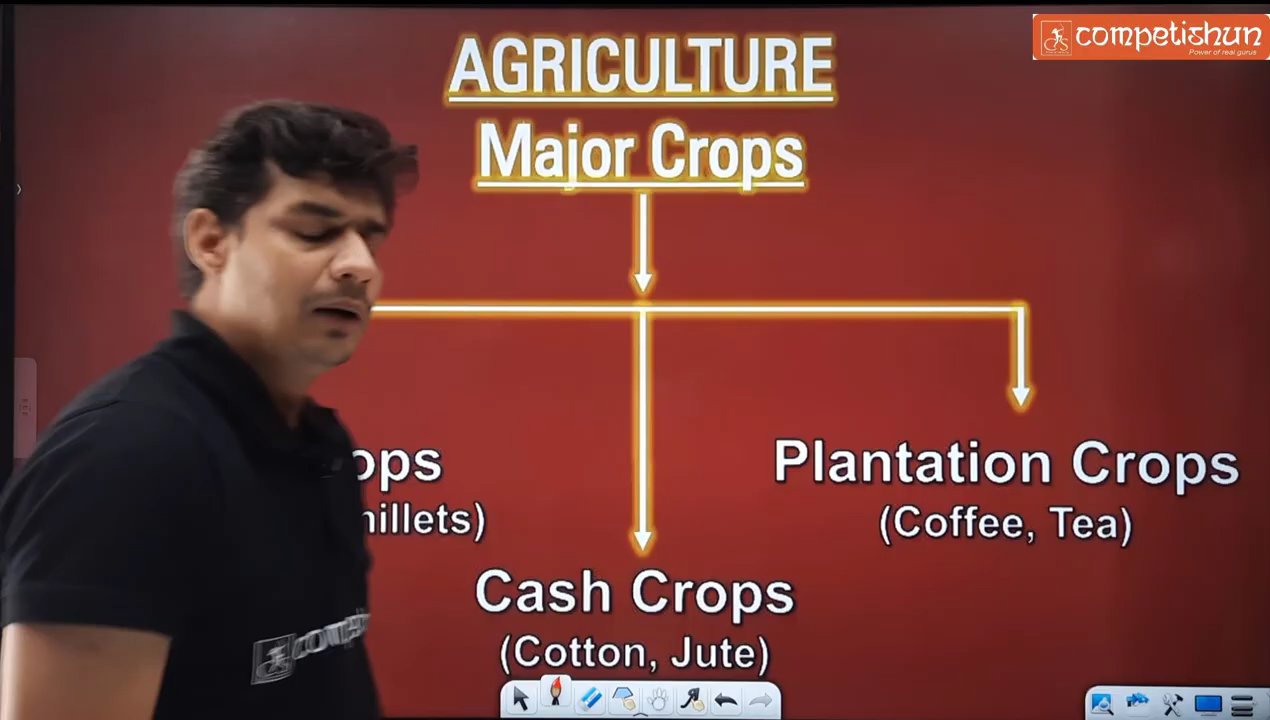 competishun
Power of real gurus
AGRICULTURE
Major Crops
ops
Plantation Crops
illets)
(Coffee, Tea)
Cash Crops
(Cotton, Jute)